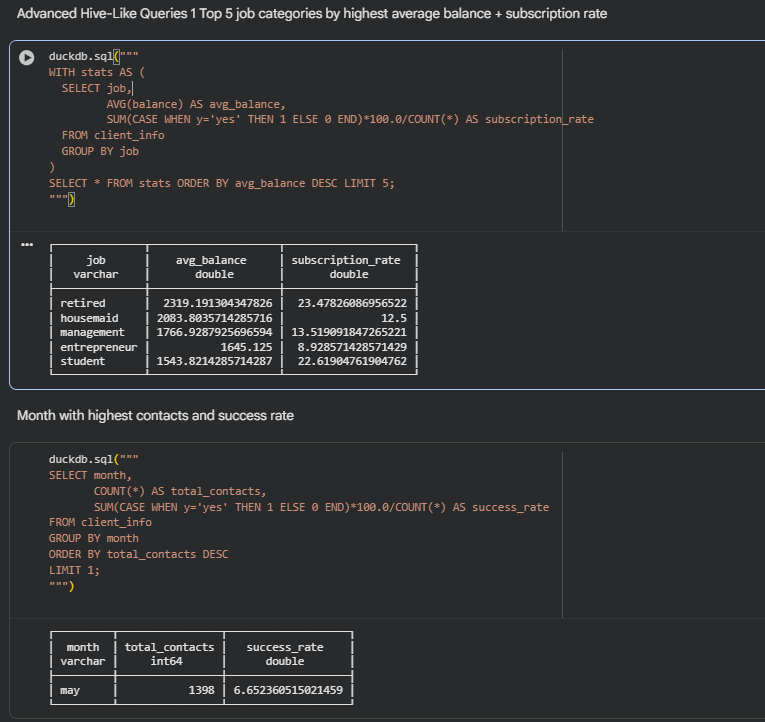 Advanced Hive-Like Queries 1 Top 5 job categories by highest average balance + subscription rate
duckdb.sql("""
WITH stats AS (
  SELECT job,
         AVG(balance) AS avg_balance,
         SUM(CASE WHEN y='yes' THEN 1 ELSE 0 END)*100.0/COUNT(*) AS subscription_rate
  FROM client_info
  GROUP BY job
)
SELECT * FROM stats ORDER BY avg_balance DESC LIMIT 5;
""")
job avg_balance subscription_rate
varchar double double
retired 2319.191304347826 23.47826086956522
housemaid 2083.8035714285716 12.5
management 1766.9287925696594 13.519091847265221
entrepreneur 1645.125 8.928571428571429
student 1543.8214285714287 22.61904761904762
Month with highest contacts and success rate
duckdb.sql("""
SELECT month,
       COUNT(*) AS total_contacts,
       SUM(CASE WHEN y='yes' THEN 1 ELSE 0 END)*100.0/COUNT(*) AS success_rate
FROM client_info
GROUP BY month
ORDER BY total_contacts DESC
LIMIT 1;
""")
month total_contacts success_rate
varchar int64 double
may 1398 6.652360515021459